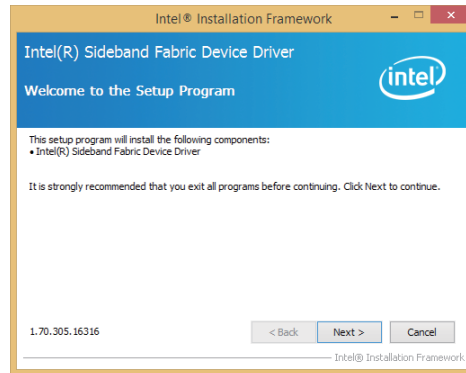 Intel® Installation Framework
Intel(R) Sideband Fabric Device Driver
Welcome to the Setup Program
intel
This setup program will install the following components:
• Intel(R) Sideband Fabric Device Driver
It is strongly recommended that you exit all programs before continuing. Click Next to continue.
1.70.305.16316
< Back Next > Cancel
Intel® Installation Framework